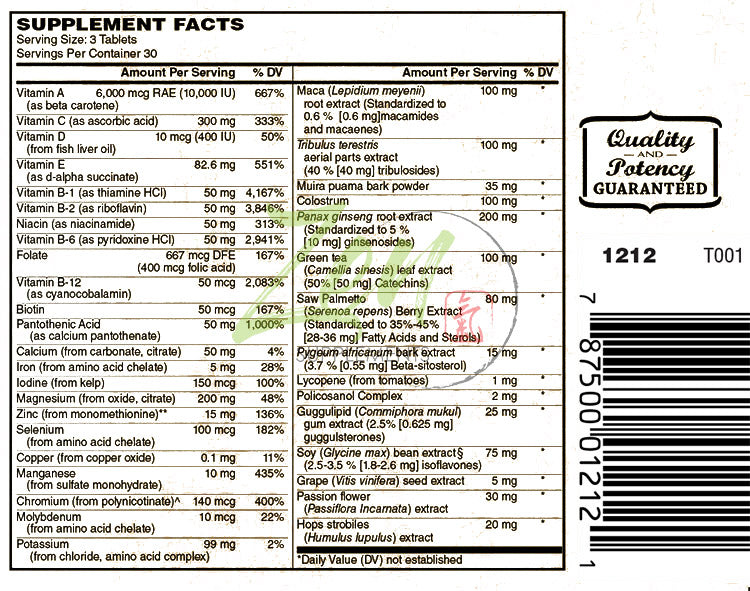 SUPPLEMENT FACTS
Serving Size: 3 Tablets
Servings Per Container 30
Amount Per Serving % DV
Vitamin A 6,000 mcg RAE (10,000 IU) 667%
(as beta carotene)
Vitamin C (as ascorbic acid) 300 mg 333%
Vitamin D 10 mcg (400 IU) 50%
(from fish liver oil)
Vitamin E 82.6 mg 551%
(as d-alpha succinate)
Vitamin B-1 (as thiamine HCl) 50 mg 4,167%
Vitamin B-2 (as riboflavin) 50 mg 3,846%
Niacin (as niacinamide) 50 mg 313%
Vitamin B-6 (as pyridoxine HCl) 50 mg 2,941%
Folate 667 mcg DFE 167%
(400 mcg folic acid)
Vitamin B-12 50 mcg 2,083%
(as cyanocobalamin)
Biotin 50 mcg 167%
Pantothenic Acid 50 mg 1,000%
(as calcium pantothenate)
Calcium (from carbonate, citrate) 50 mg 4%
Iron (from amino acid chelate) 5 mg 28%
Iodine (from kelp) 150 mcg 100%
Magnesium (from oxide, citrate) 200 mg 48%
Zinc (from monomethionine)** 15 mg 136%
Selenium 100 mcg 182%
(from amino acid chelate)
Copper (from copper oxide) 0.1 mg 11%
Manganese 10 mg 435%
(from sulfate monohydrate)
Chromium (from polynicotinate)^ 140 mcg 400%
Molybdenum 10 mcg 22%
(from amino acid chelate)
Potassium 99 mg 2%
(from chloride, amino acid complex)
Amount Per Serving % DV
Maca (Lepidium meyenii) 100 mg *
root extract (Standardized to
0.6 % [0.6 mg]macamides
and macaenes)
Tribulus terestris 100 mg *
aerial parts extract
(40 % [40 mg] tribulosides)
Muira puama bark powder 35 mg *
Colostrum 100 mg *
Panax ginseng root extract 200 mg *
(Standardized to 5 %
[10 mg] ginsenosides)
Green tea 100 mg *
(Camellia sinesis) leaf extract
(50% [50 mg] Catechins)
Saw Palmetto 80 mg *
(Serenoa repens) Berry Extract
(Standardized to 35%-45%
[28-36 mg] Fatty Acids and Sterols)
Pygeum africanum bark extract 15 mg *
(3.7 % [0.55 mg] Beta-sitosterol)
Lycopene (from tomatoes) 1 mg *
Policosanol Complex 2 mg *
Guggulipid (Commiphora mukul) 25 mg *
gum extract (2.5% [0.625 mg]
guggulsterones)
Soy (Glycine max) bean extract§ 75 mg *
(2.5-3.5 % [1.8-2.6 mg] isoflavones)
Grape (Vitis vinifera) seed extract 5 mg *
Passion flower 30 mg *
(Passiflora Incarnata) extract
Hops strobiles 20 mg *
(Humulus lupulus) extract
*Daily Value (DV) not established
SUPPLEMENTS
氣
Quality
AND
Potency
GUARANTEED
1212 T001
7 87500 01212 1